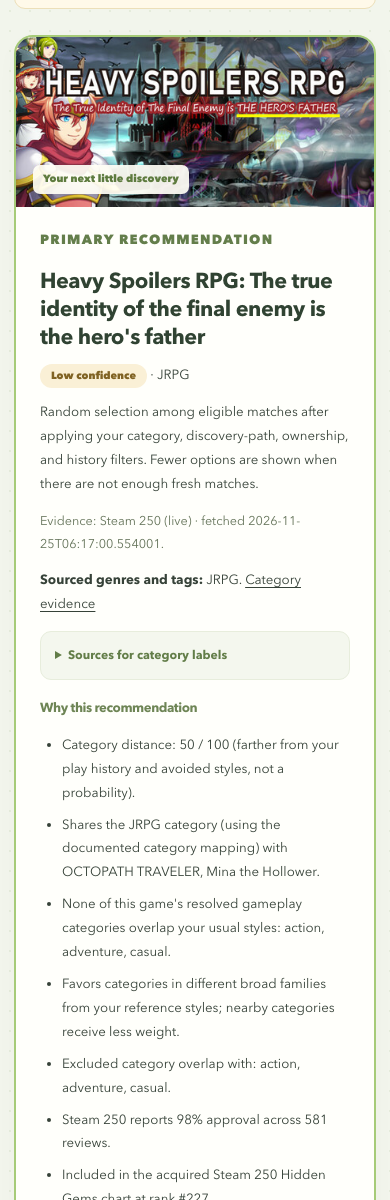 HEAVY SPOILERS RPG
The True Identity of The Final Enemy is THE HERO'S FATHER
Your next little discovery
PRIMARY RECOMMENDATION
Heavy Spoilers RPG: The true
identity of the final enemy is
the hero's father
Low confidence · JRPG
Random selection among eligible matches after
applying your category, discovery-path, ownership,
and history filters. Fewer options are shown when
there are not enough fresh matches.
Evidence: Steam 250 (live) · fetched 2026-11-
25T06:17:00.554001.
Sourced genres and tags: JRPG. Category
evidence
▶ Sources for category labels
Why this recommendation
• Category distance: 50 / 100 (farther from your
play history and avoided styles, not a
probability).
• Shares the JRPG category (using the
documented category mapping) with
OCTOPATH TRAVELER, Mina the Hollower.
• None of this game's resolved gameplay
categories overlap your usual styles: action,
adventure, casual.
• Favors categories in different broad families
from your reference styles; nearby categories
receive less weight.
• Excluded category overlap with: action,
adventure, casual.
• Steam 250 reports 98% approval across 581
reviews.
• Included in the acquired Steam 250 Hidden
Gems chart at rank #227